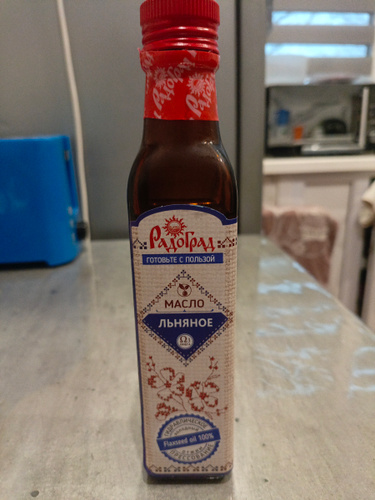 РадоГрад
РадоГрад
ГОТОВЬТЕ С ПОЛЬЗОЙ
МАСЛО
ЛЬНЯНОЕ
Flaxseed oil 100%